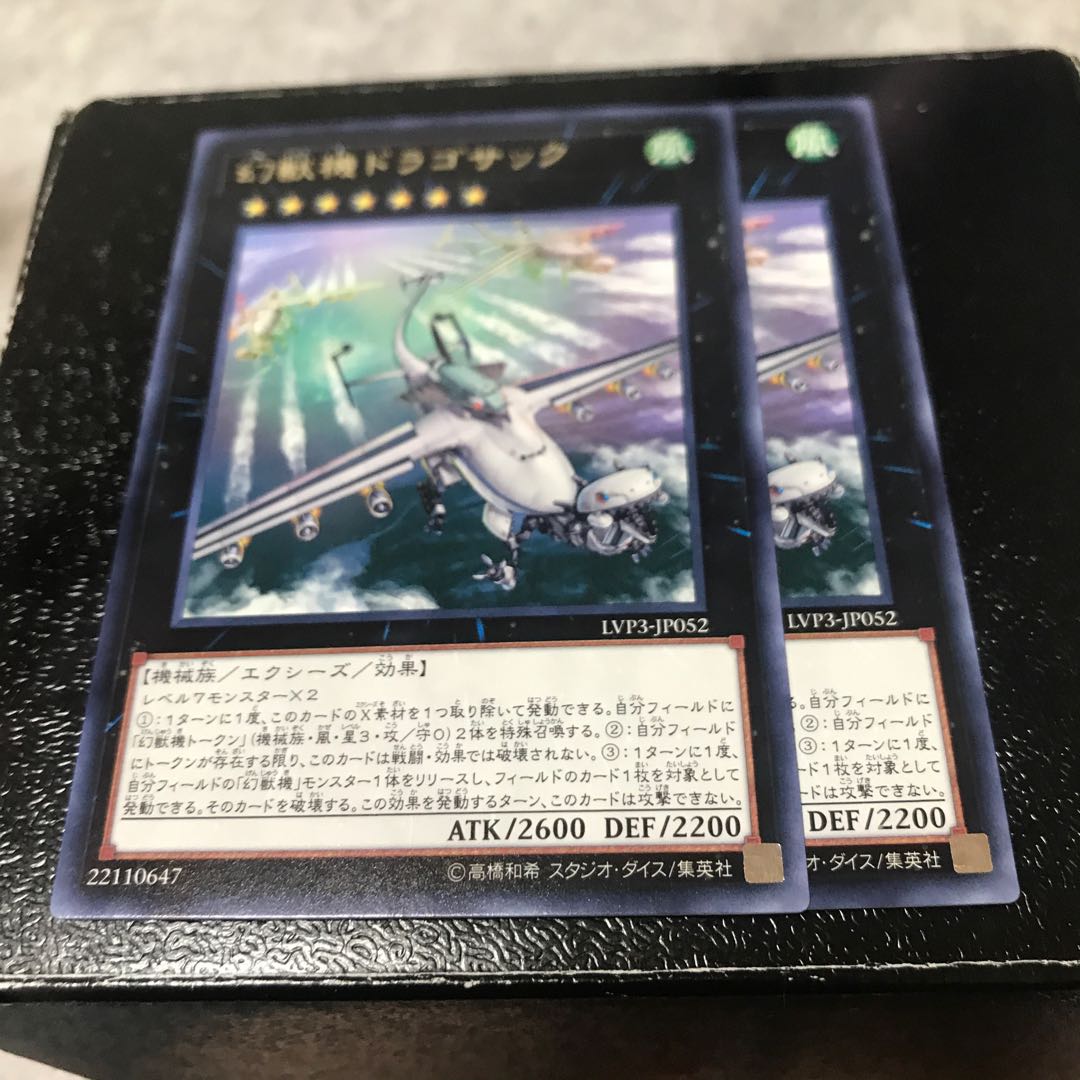 幻獣機ドラゴサック
風
風
LVP3-JP052
LVP3-JP052
【機械族/エクシーズ/効果】
レベル7モンスター×2
①:1ターンに1度、このカードのX素材を1つ取り除いて発動できる。自分フィールドに
「幻獣機トークン」(機械族・風・星3・攻/守0)2体を特殊召喚する。②:自分フィールド
にトークンが存在する限り、このカードは戦闘・効果では破壊されない。③:1ターンに1度、
自分フィールドの「幻獣機」モンスター1体をリリースし、フィールドのカード1枚を対象として
発動できる。そのカードを破壊する。この効果を発動するターン、このカードは攻撃できない。
ATK/2600 DEF/2200
22110647
©高橋和希 スタジオ・ダイス/集英社
る。自分フィールドに
②:自分フィールド
③:1ターンに1度、
ード1枚を対象として
ドは攻撃できない。
DEF/2200
ジオ・ダイス/集英社